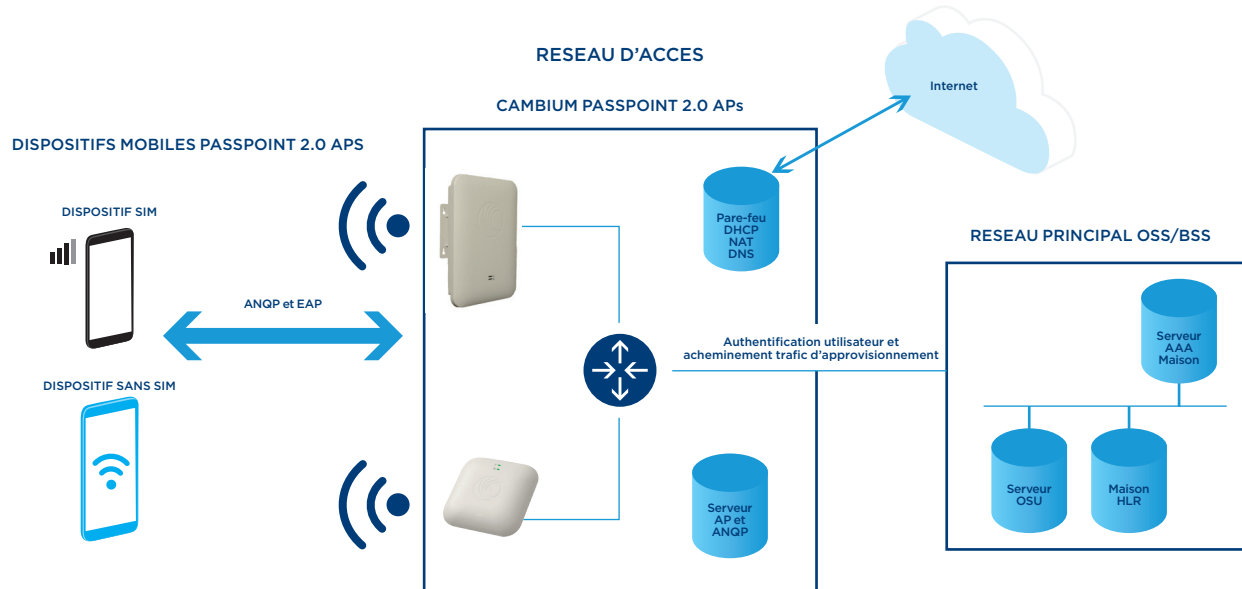 RESEAU D'ACCES
CAMBIUM PASSPOINT 2.0 APs
Internet
DISPOSITIFS MOBILES PASSPOINT 2.0 APS
DISPOSITIF SIM
ANQP et EAP
DISPOSITIF SANS SIM
Pare-feu
DHCP
NAT
DNS
Authentification utilisateur et
acheminement trafic d'approvisionnement
Serveur
AP et
ANQP
RESEAU PRINCIPAL OSS/BSS
Serveur
AAA
Maison
Serveur
OSU
Maison
HLR